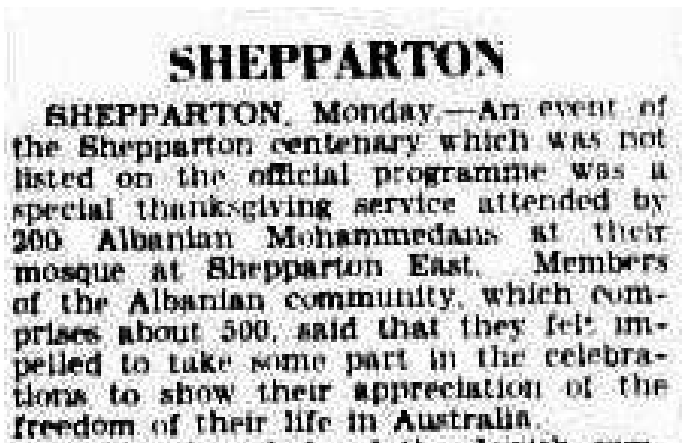 SHEPPARTON
SHEPPARTON, Monday.—An event of
the Shepparton centenary which was not
listed on the official programme was a
special thanksgiving service attended by
200 Albanian Mohammedans at their
mosque at Shepparton East. Members
of the Albanian community, which com-
prises about 500, said that they felt im-
pelled to take some part in the celebra-
tions to show their appreciation of the
freedom of their life in Australia.